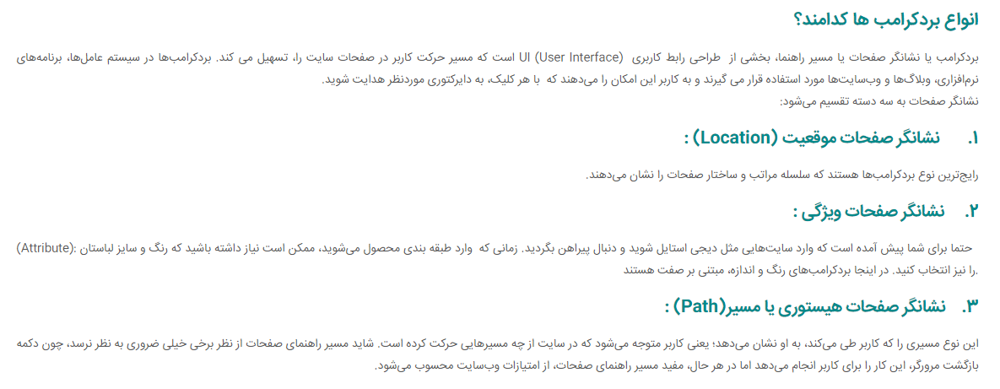 انواع بردکرامب ها کدامند؟
بردکرامب یا نشانگر صفحات یا مسیر راهنما، بخشی از طراحی رابط کاربری UI (User Interface) است که مسیر حرکت کاربر در صفحات سایت را، تسهیل می کند. بردکرامب‌ها در سیستم عامل‌ها، برنامه‌های
نرم‌افزاری، وبلاگ‌ها و وب‌سایت‌ها مورد استفاده قرار می گیرند و به کاربر این امکان را می‌دهند که با هر کلیک، به دایرکتوری موردنظر هدایت شوید.
نشانگر صفحات به سه دسته تقسیم می‌شود:
۱. نشانگر صفحات موقعیت (Location) :
رایج‌ترین نوع بردکرامب‌ها هستند که سلسله مراتب و ساختار صفحات را نشان می‌دهند.
۲. نشانگر صفحات ویژگی :
حتما برای شما پیش آمده است که وارد سایت‌هایی مثل دیجی استایل شوید و دنبال پیراهن بگردید. زمانی که وارد طبقه بندی محصول می‌شوید، ممکن است نیاز داشته باشید که رنگ و سایز لباستان :(Attribute)
.را نیز انتخاب کنید. در اینجا بردکرامب‌های رنگ و اندازه، مبتنی بر صفت هستند
۳. نشانگر صفحات هیستوری یا مسیر(Path) :
این نوع مسیری را که کاربر طی می‌کند، به او نشان می‌دهد؛ یعنی کاربر متوجه می‌شود که در سایت از چه مسیرهایی حرکت کرده است. شاید مسیر راهنمای صفحات از نظر برخی خیلی ضروری به نظر نرسد، چون دکمه
بازگشت مرورگر، این کار را برای کاربر انجام می‌دهد اما در هر حال، مفید مسیر راهنمای صفحات، از امتیازات وب‌سایت محسوب می‌شود.